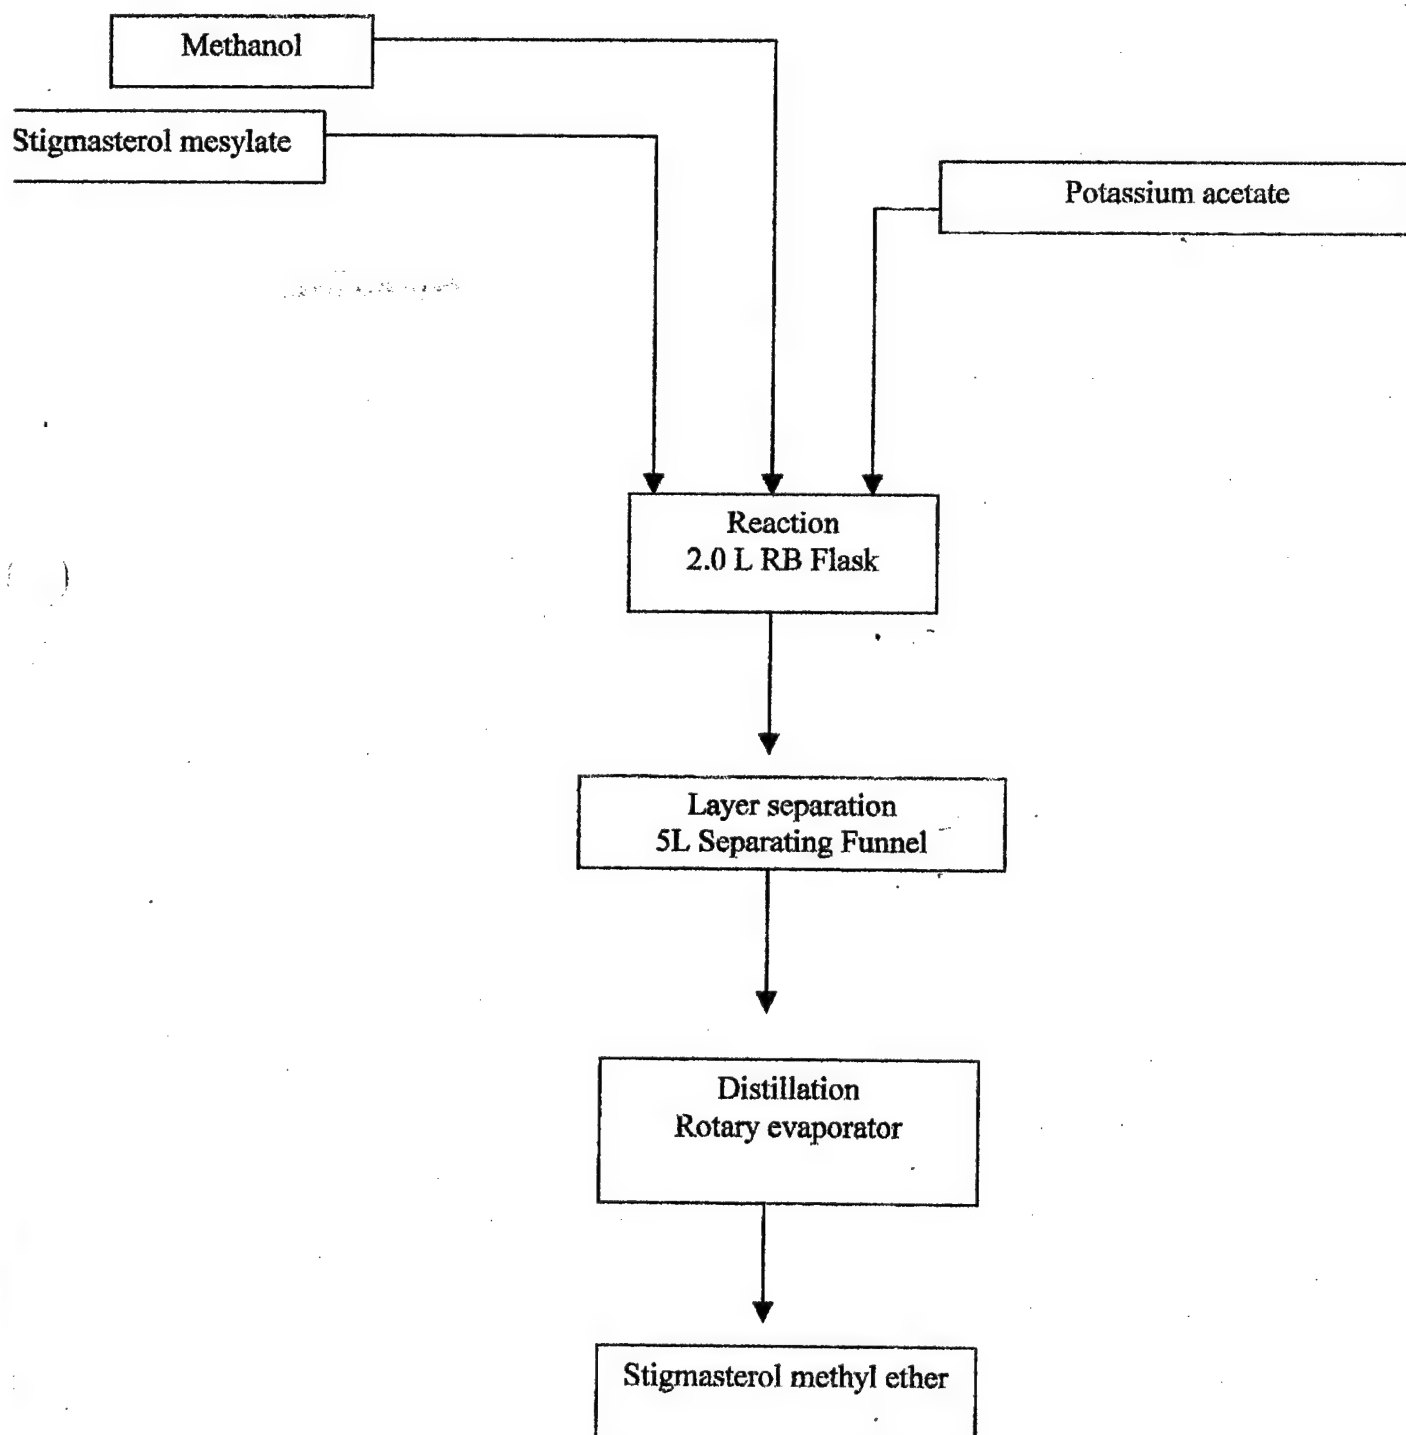 Methanol
Stigmasterol mesylate
Potassium acetate
Reaction
2.0 L RB Flask
Layer separation
5L Separating Funnel
Distillation
Rotary evaporator
Stigmasterol methyl ether